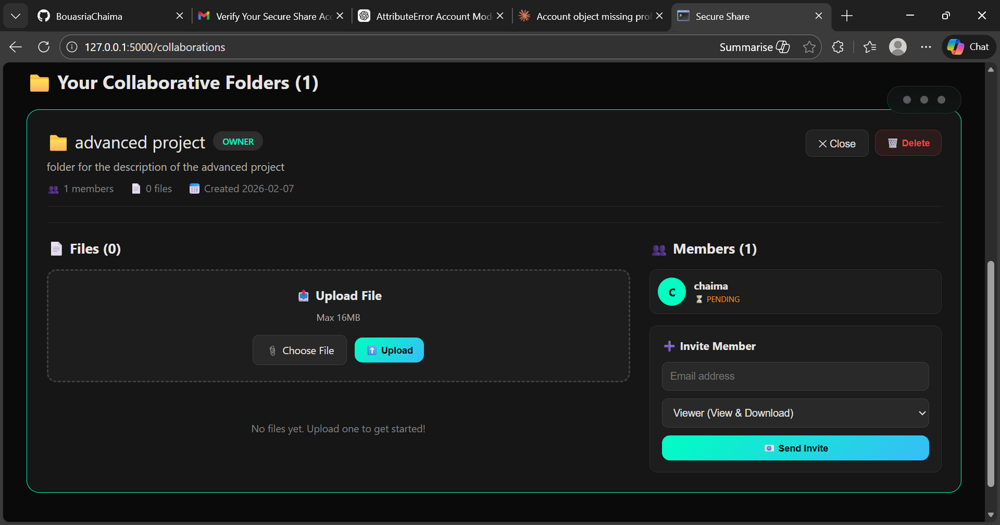 BouasriaChaima
Verify Your Secure Share Acc
AttributeError Account Mod
Account object missing prof
Secure Share
127.0.0.1:5000/collaborations
Summarise
Chat
Your Collaborative Folders (1)
advanced project
OWNER
Close
Delete
folder for the description of the advanced project
1 members
0 files
Created 2026-02-07
Files (0)
Upload File
Max 16MB
Choose File
Upload
No files yet. Upload one to get started!
Members (1)
C
chaima
PENDING
Invite Member
Email address
Viewer (View & Download)
Send Invite